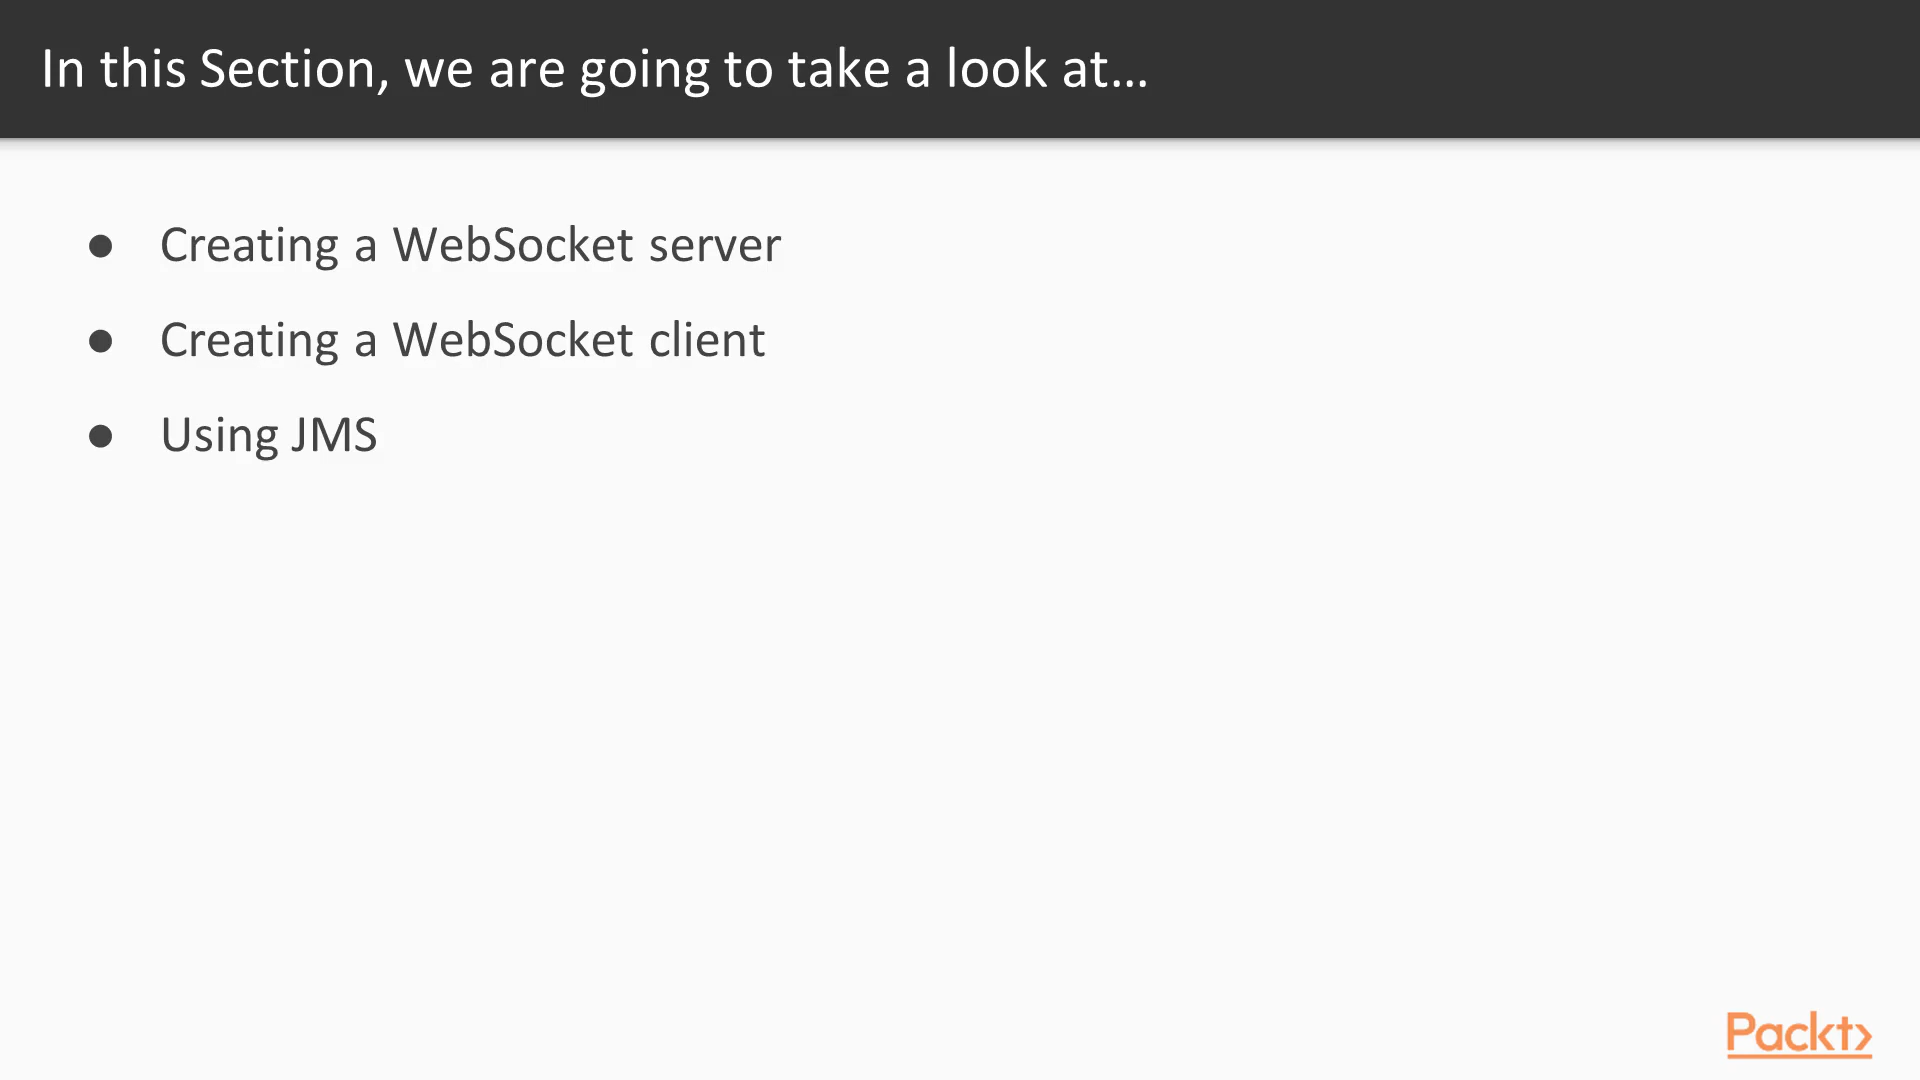 In this Section, we are going to take a look at...
● Creating a WebSocket server
● Creating a WebSocket client
● Using JMS
Packt>